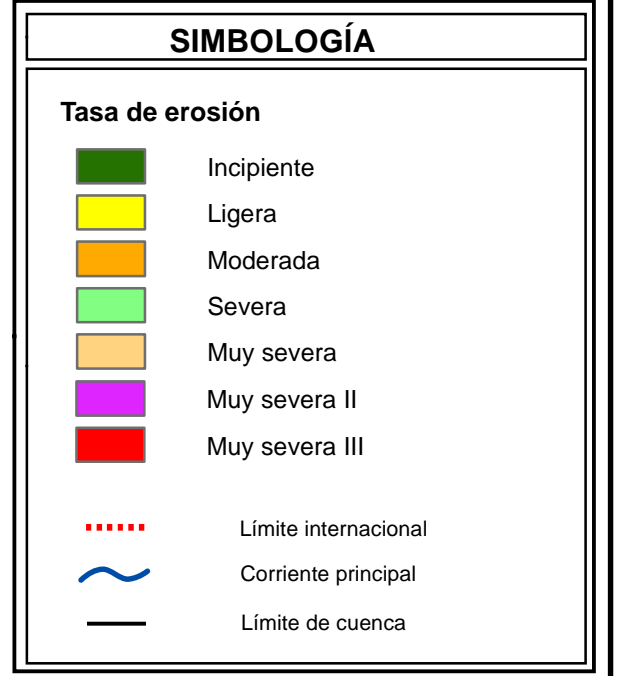 SIMBOLOGÍA
Tasa de erosión
Incipiente
Ligera
Moderada
Severa
Muy severa
Muy severa II
Muy severa III
Límite internacional
Corriente principal
Límite de cuenca